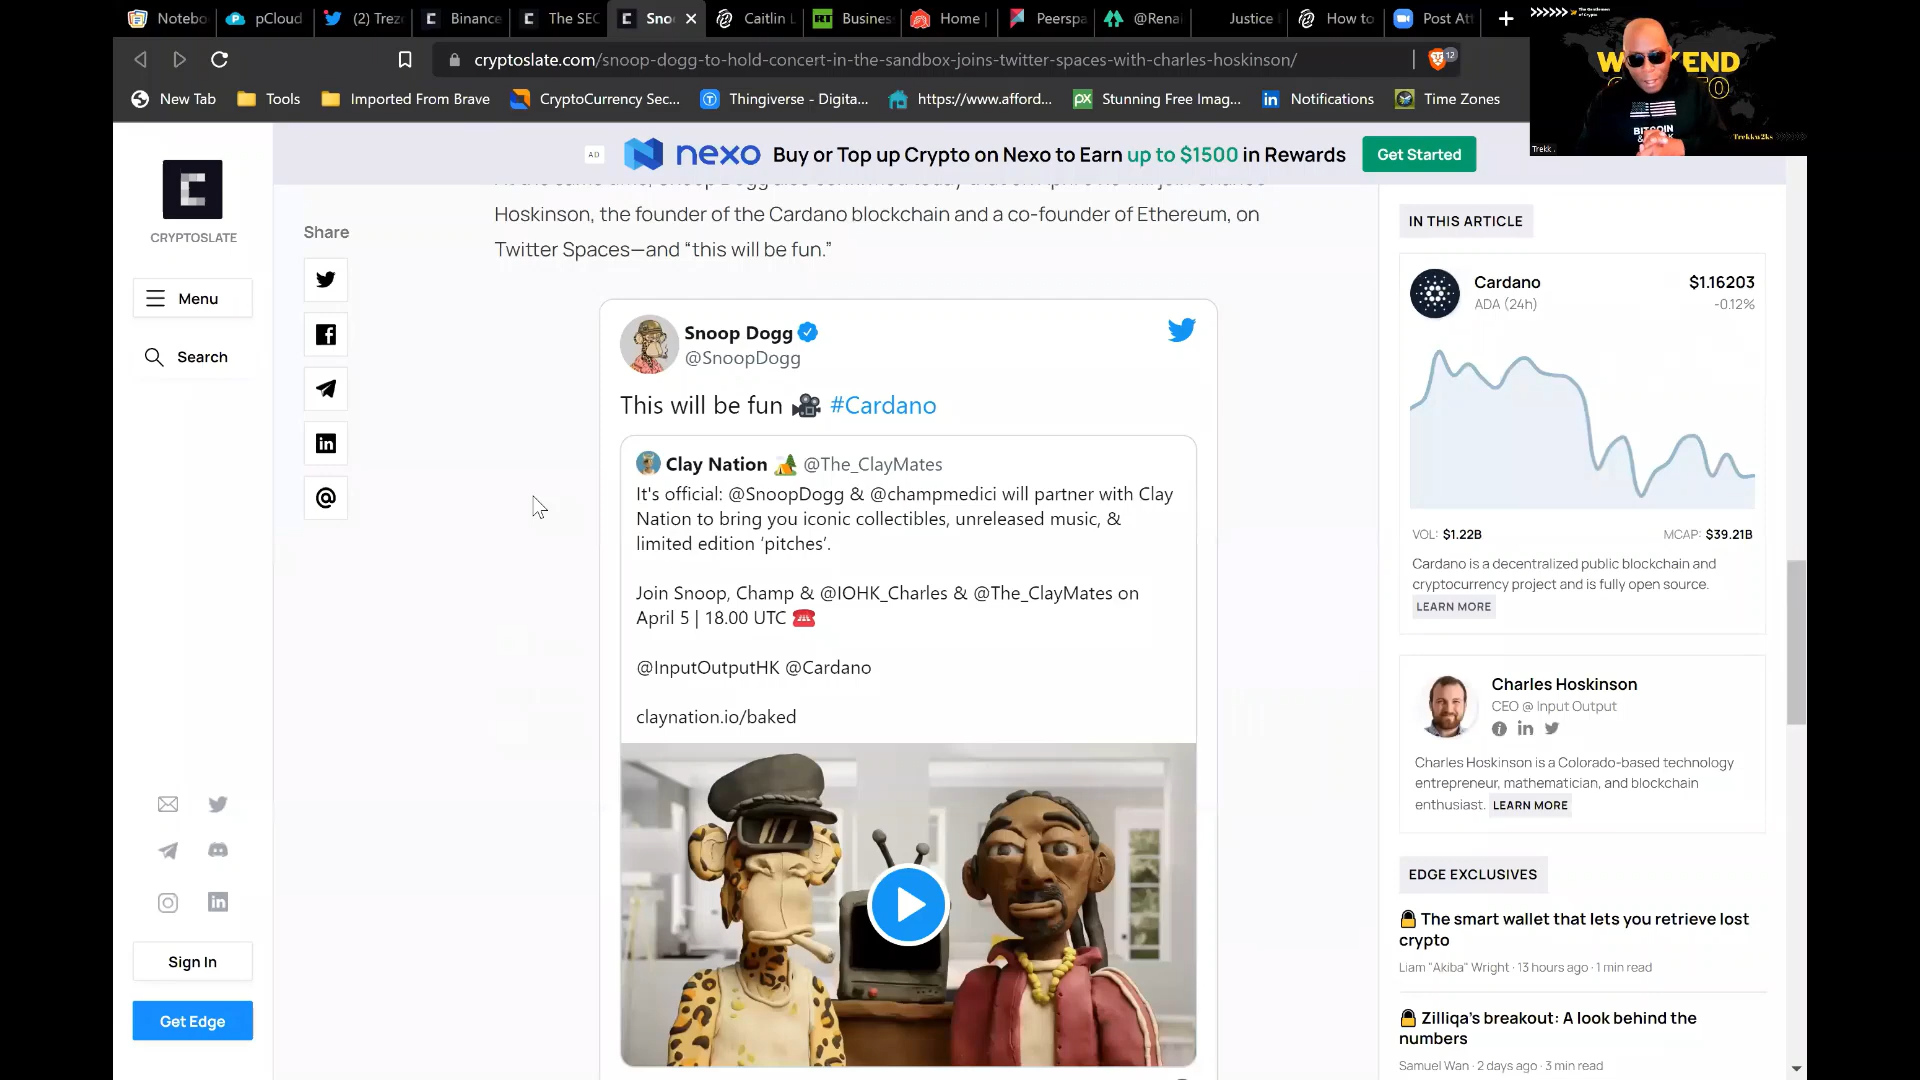 Notebo
pCloud
(1) Trez
Binance
The SEC
Sno
Caitlin L
Busines
Home
Peerspa
@Renai
Justice
How to
Post Att
cryptoslate.com/snoop-dogg-to-hold-concert-in-the-sandbox-joins-twitter-spaces-with-charles-hoskinson/
12
New Tab
Tools
Imported From Brave
CryptoCurrency Sec...
Thingiverse - Digita...
https://www.afford...
Stunning Free Imag...
Notifications
Time Zones
WEEKEND
BITCOIN
Trekkw2ks
Trekk .
AD
nexo
Buy or Top up Crypto on Nexo to Earn up to $1500 in Rewards
Get Started
CRYPTOSLATE
Menu
Search
Sign In
Get Edge
Share
Hoskinson, the founder of the Cardano blockchain and a co-founder of Ethereum, on
Twitter Spaces—and “this will be fun.”
Snoop Dogg
@SnoopDogg
This will be fun 🎥 #Cardano
Clay Nation 🏕️ @The_ClayMates
It's official: @SnoopDogg & @champmedici will partner with Clay
Nation to bring you iconic collectibles, unreleased music, &
limited edition ‘pitches’.
Join Snoop, Champ & @IOHK_Charles & @The_ClayMates on
April 5 | 18.00 UTC ☎️
@InputOutputHK @Cardano
claynation.io/baked
IN THIS ARTICLE
Cardano
$1.16203
ADA (24h)
-0.12%
VOL: $1.22B
MCAP: $39.21B
Cardano is a decentralized public blockchain and
cryptocurrency project and is fully open source.
LEARN MORE
Charles Hoskinson
CEO @ Input Output
Charles Hoskinson is a Colorado-based technology
entrepreneur, mathematician, and blockchain
enthusiast. LEARN MORE
EDGE EXCLUSIVES
🔒 The smart wallet that lets you retrieve lost
crypto
Liam "Akiba" Wright · 13 hours ago · 1 min read
🔒 Zilliqa's breakout: A look behind the
numbers
Samuel Wan · 2 days ago · 3 min read